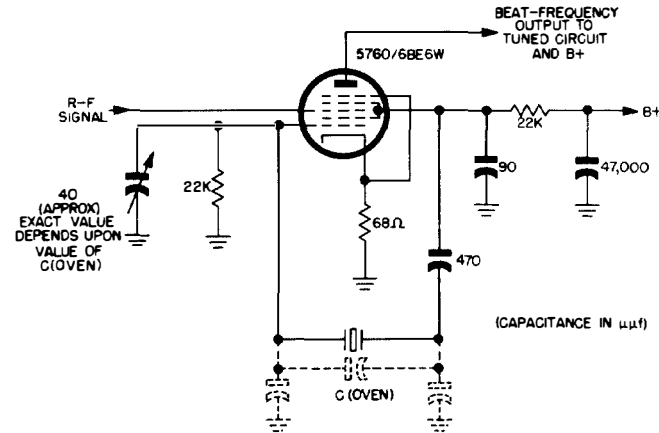 BEAT-FREQUENCY
OUTPUT TO
TUNED CIRCUIT
AND B+
5760/6BE6W
R-F
SIGNAL
B+
22K
90
47,000
22K
40
(APPROX)
EXACT VALUE
DEPENDS UPON
VALUE OF
C(OVEN)
68Ω
470
(CAPACITANCE IN μμf)
C (OVEN)